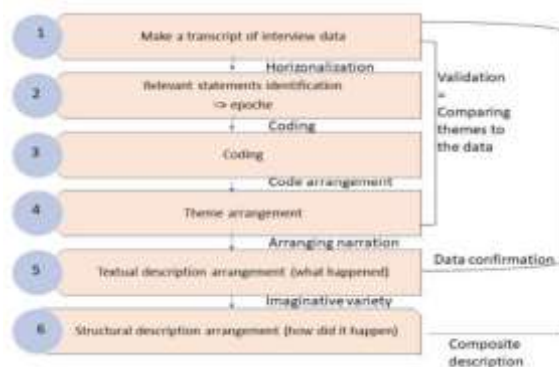 1
Make a transcript of interview data
Horizonalization
2
Relevant statements identification
=> epoche
Coding
3
Coding
Code arrangement
4
Theme arrangement
Arranging narration
5
Textual description arrangement (what happened)
Imaginative variety
6
Structural description arrangement (how did it happen)
Validation
=
Comparing
themes to
the data
Data confirmation
Composite
description